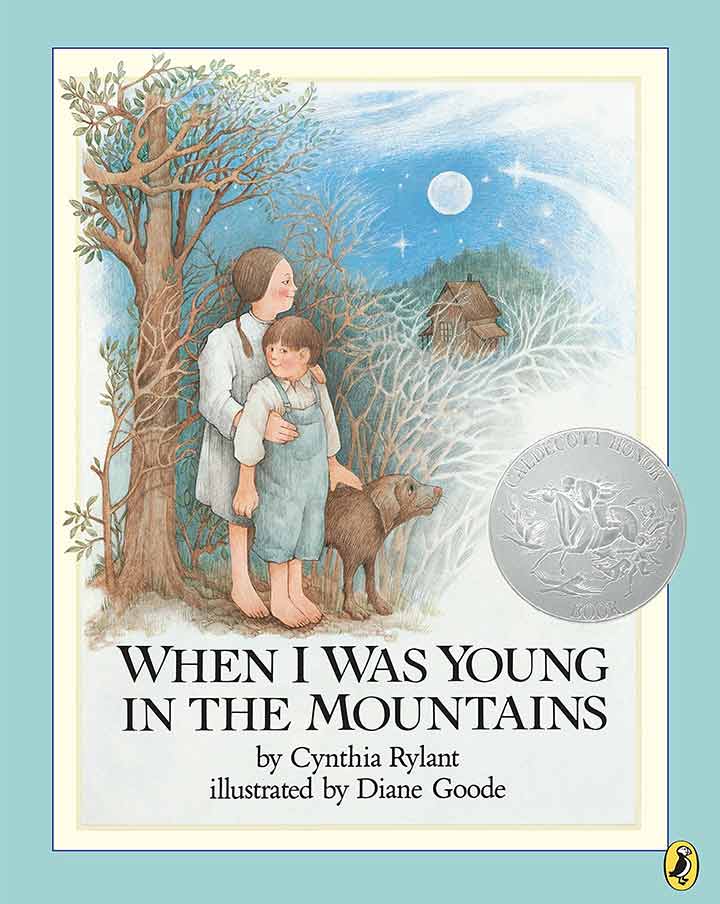 CALDECOTT HONOR
BOOK
WHEN I WAS YOUNG
IN THE MOUNTAINS
by Cynthia Rylant
illustrated by Diane Goode